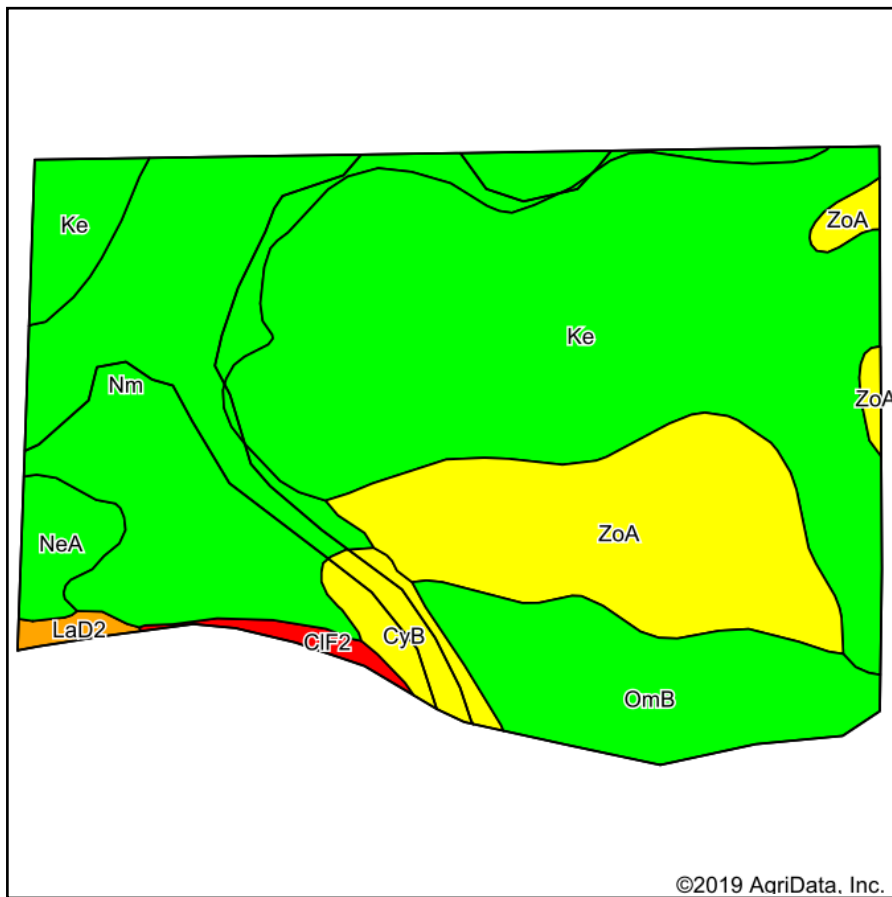 Ke
ZoA
Ke
Nm
ZoA
ZoA
NeA
LaD2
ClF2
CyB
OmB
©2019 AgriData, Inc.